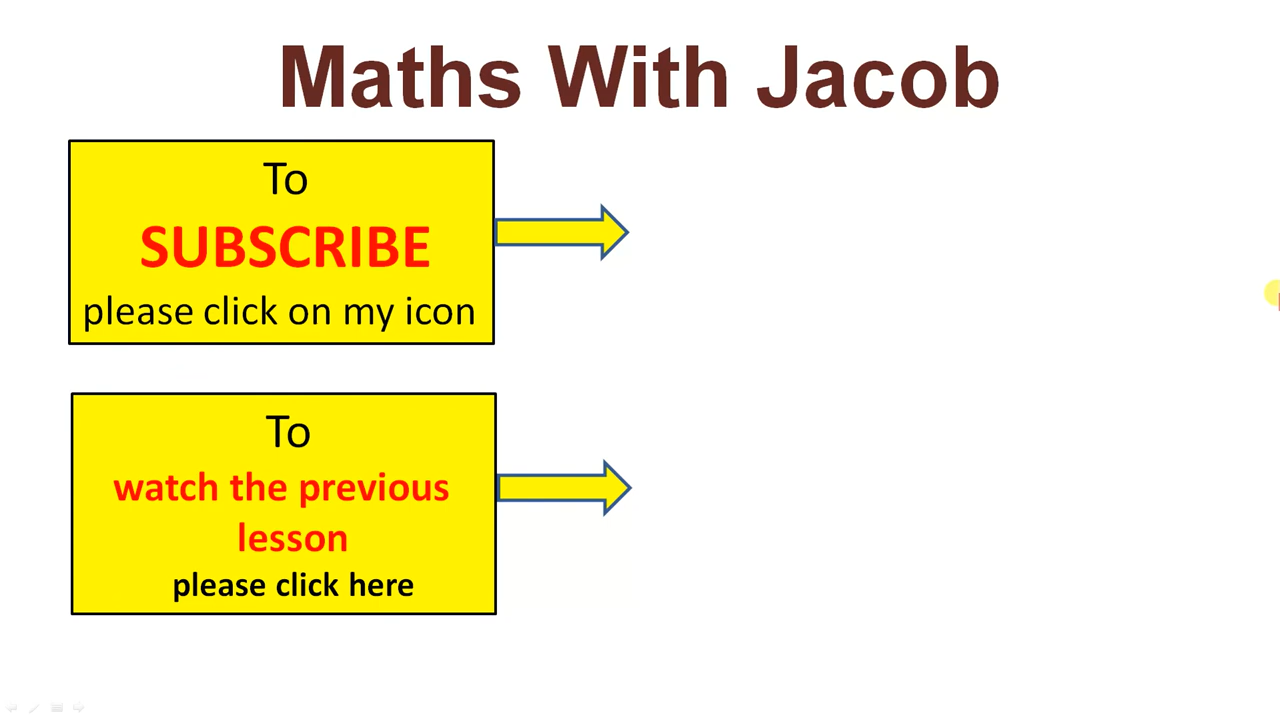 Maths With Jacob
To
SUBSCRIBE
please click on my icon
To
watch the previous
lesson
please click here